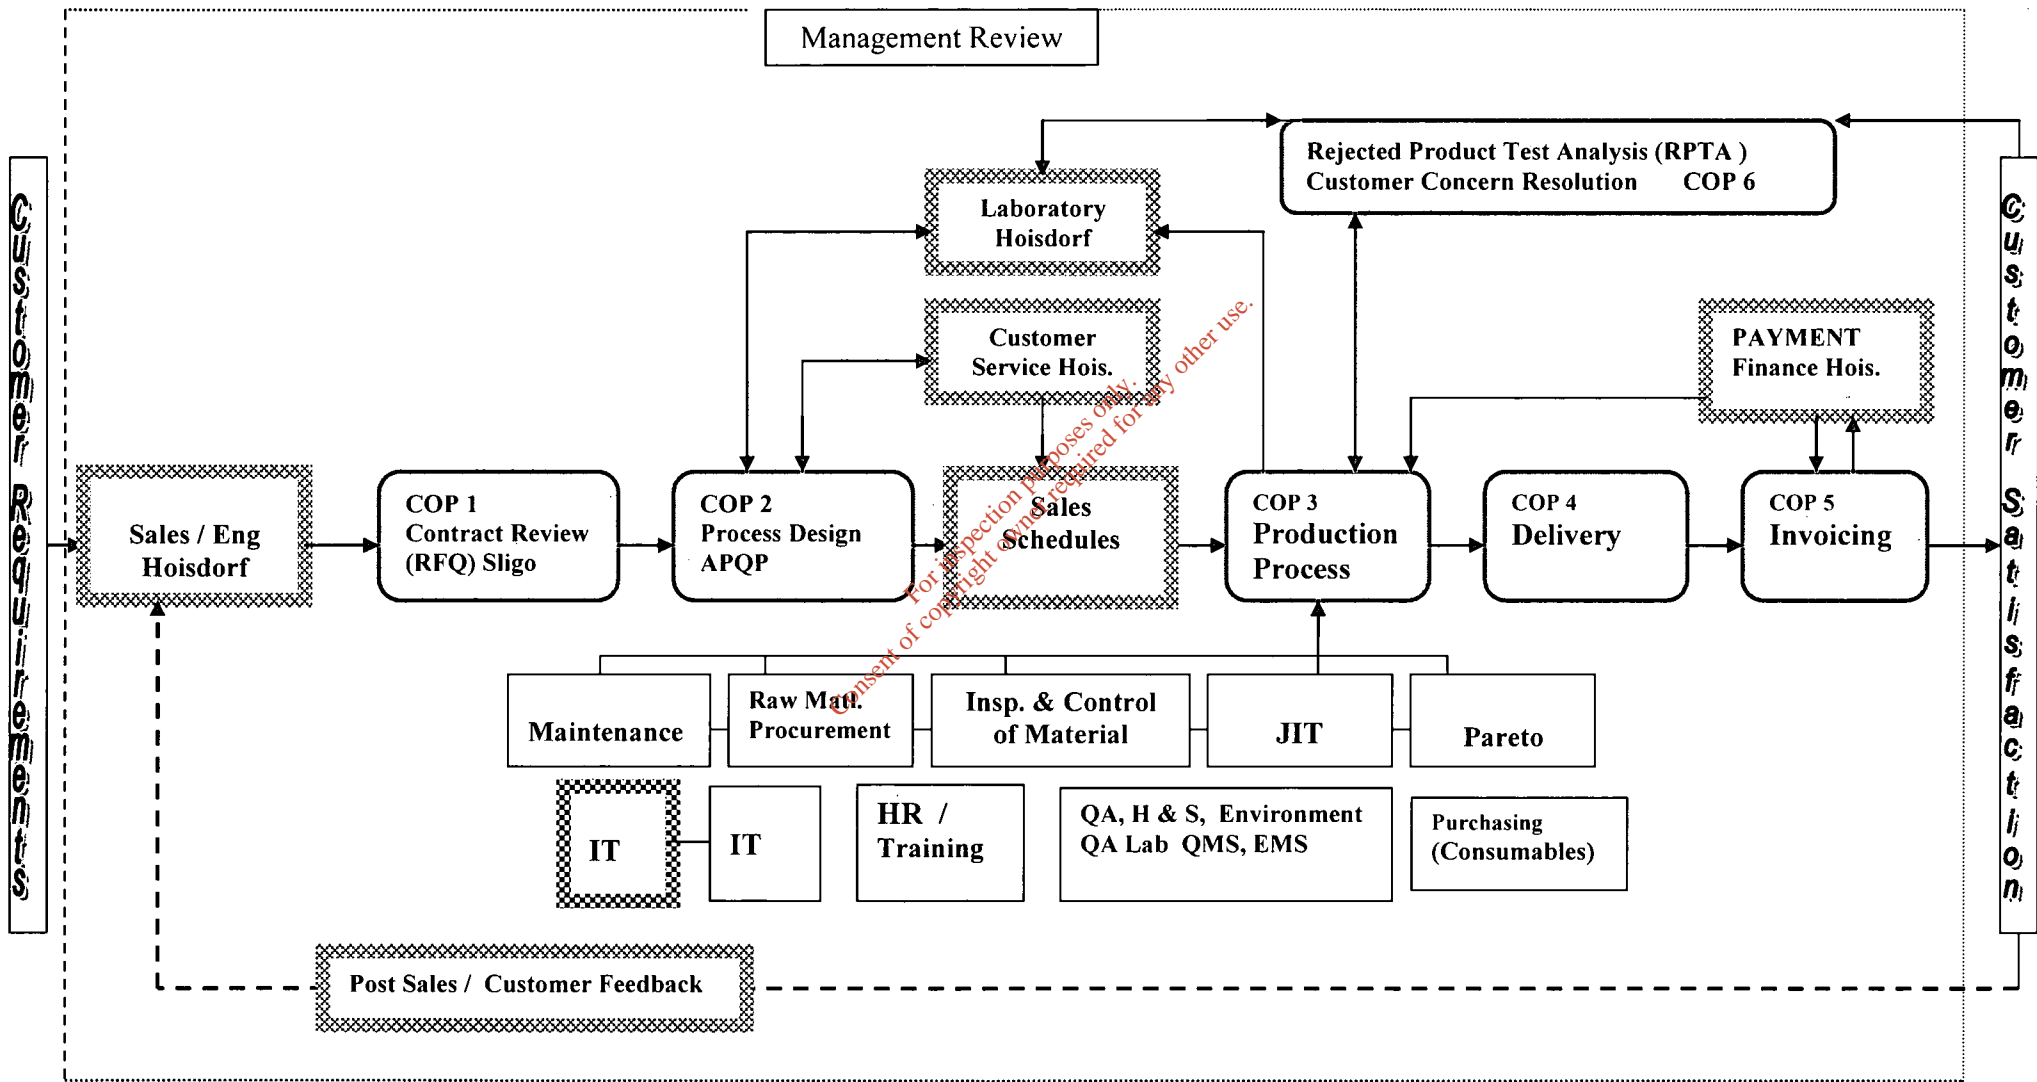 Management Review
Customer Requirements
Rejected Product Test Analysis (RPTA )
Customer Concern Resolution COP 6
Laboratory
Hoisdorf
Customer
Service Hois.
PAYMENT
Finance Hois.
Sales / Eng
Hoisdorf
COP 1
Contract Review
(RFQ) Sligo
COP 2
Process Design
APQP
Sales
Schedules
COP 3
Production
Process
COP 4
Delivery
COP 5
Invoicing
Customer Satisfaction
For inspection purposes only.
Consent of copyright owner required for any other use.
Maintenance
Raw Matl.
Procurement
Insp. & Control
of Material
JIT
Pareto
IT
IT
HR /
Training
QA, H & S, Environment
QA Lab QMS, EMS
Purchasing
(Consumables)
Post Sales / Customer Feedback